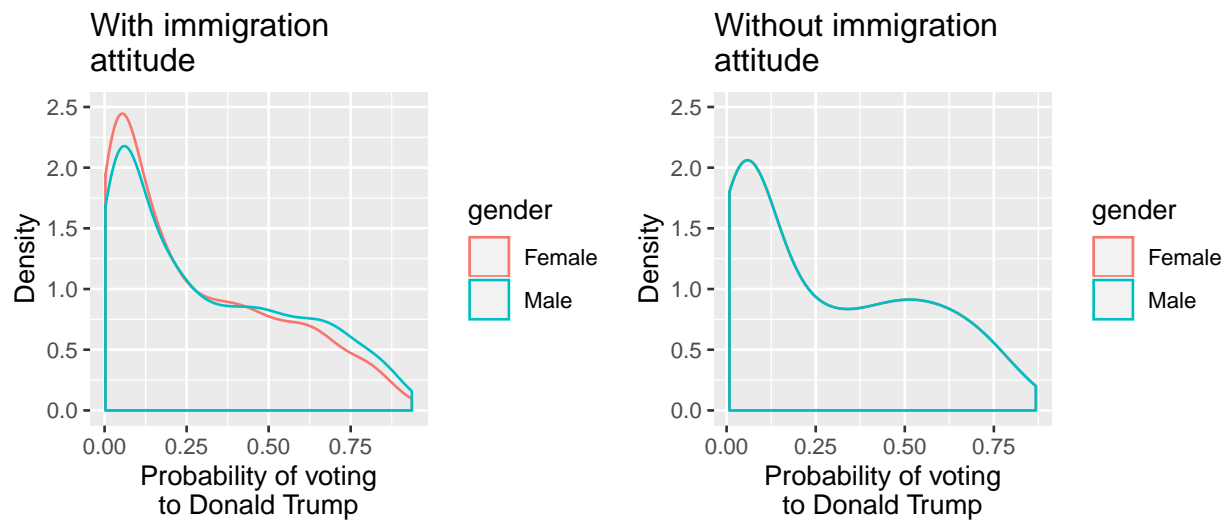 With immigration
attitude
2.5
2.0
1.5
1.0
0.5
0.0
Density
0.00 0.25 0.50 0.75
Probability of voting
to Donald Trump
gender
Female
Male
Without immigration
attitude
2.5
2.0
1.5
1.0
0.5
0.0
Density
0.00 0.25 0.50 0.75
Probability of voting
to Donald Trump
gender
Female
Male